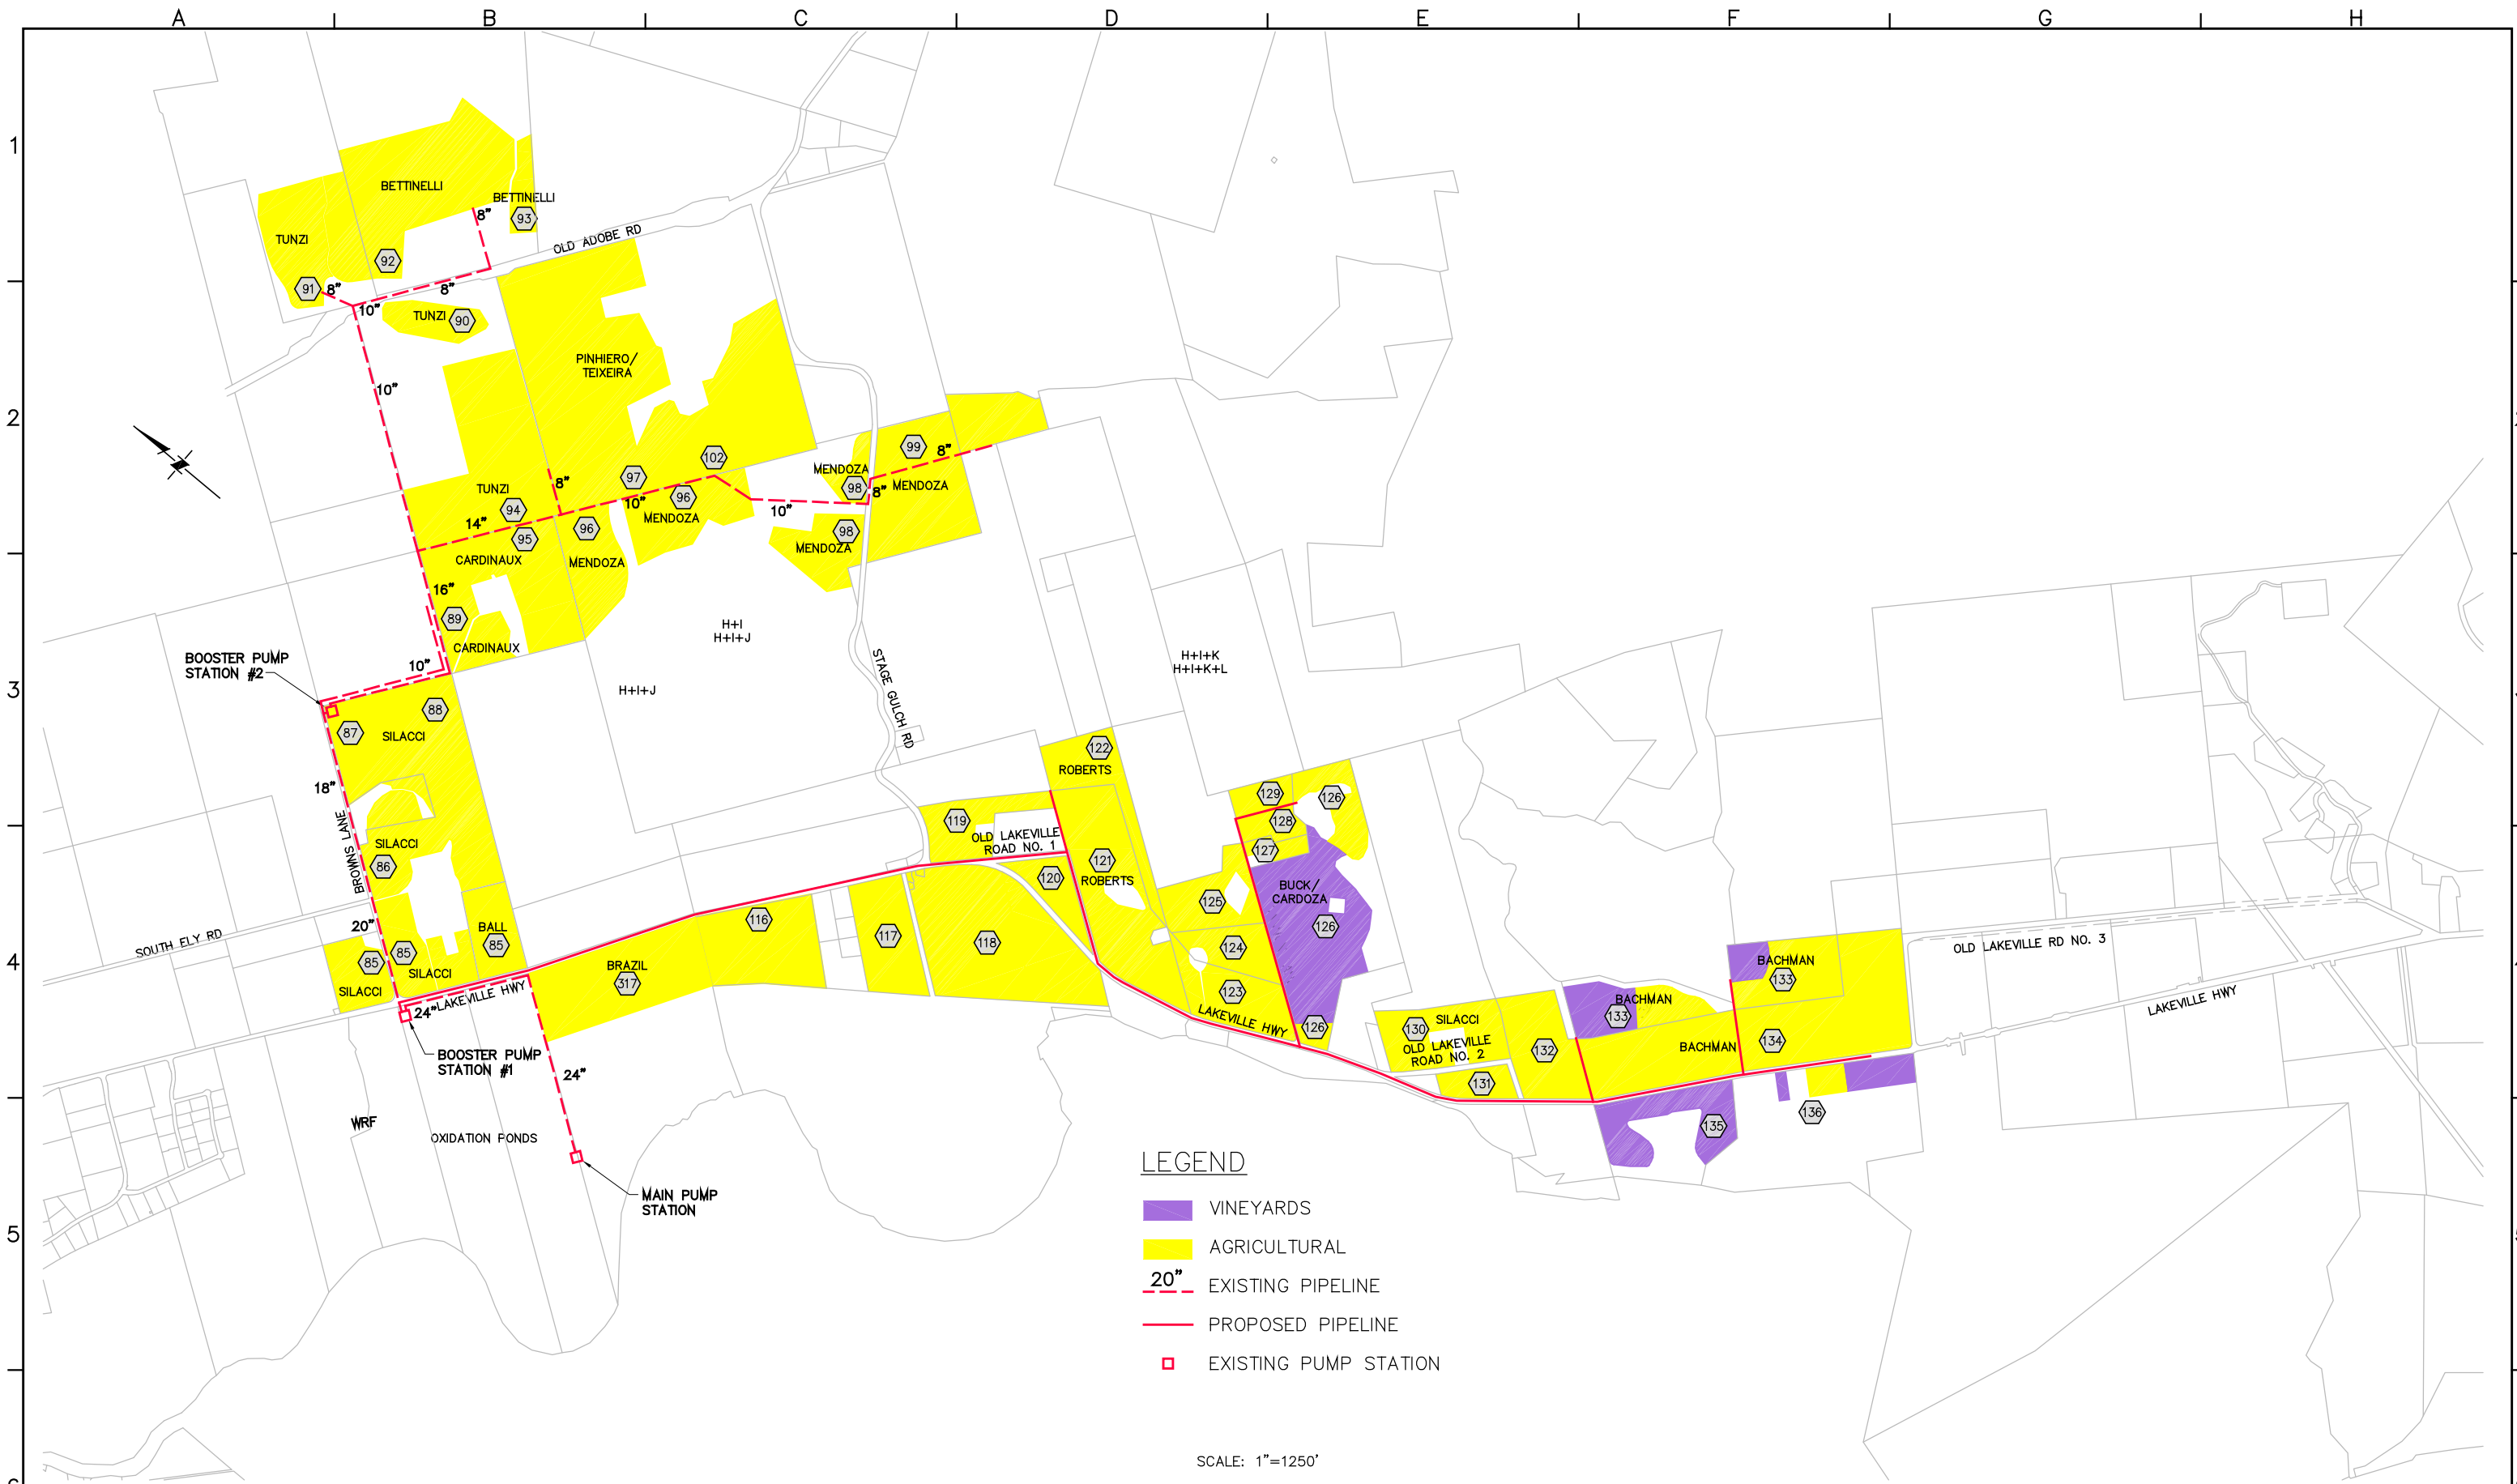 A B C D E F G H
1
BETTINELLI
BETTINELLI
93
8"
TUNZI
OLD ADOBE RD
92
91
8"
8"
10"
TUNZI
90
PINHIERO/
TEIXEIRA
10"
2
99
8"
102
MENDOZA
97
8"
96
98
8"
MENDOZA
TUNZI
10"
94
10"
MENDOZA
14"
96
98
95
MENDOZA
CARDINAUX
MENDOZA
16"
89
H+I
H+I+J
CARDINAUX
BOOSTER PUMP
STATION #2
10"
H+I+K
H+I+K+L
3
H+I+J
STAGE GULCH RD
88
87
SILACCI
122
ROBERTS
18"
129
126
119
128
BROWNS LANE
SILACCI
OLD LAKEVILLE
ROAD NO. 1
127
86
121
120
ROBERTS
BUCK/
CARDOZA
125
116
126
20"
BALL
117
118
85
SOUTH ELY RD
124
OLD LAKEVILLE RD NO. 3
85
85
4
BRAZIL
BACHMAN
SILACCI
317
133
SILACCI
123
BACHMAN
LAKEVILLE HWY
24"
LAKEVILLE HWY
133
LAKEVILLE HWY
126
130
SILACCI
134
OLD LAKEVILLE
ROAD NO. 2
132
BACHMAN
BOOSTER PUMP
STATION #1
24"
131
WRF
136
135
OXIDATION PONDS
LEGEND
MAIN PUMP
STATION
VINEYARDS
5
AGRICULTURAL
20"
EXISTING PIPELINE
PROPOSED PIPELINE
EXISTING PUMP STATION
SCALE: 1"=1250'